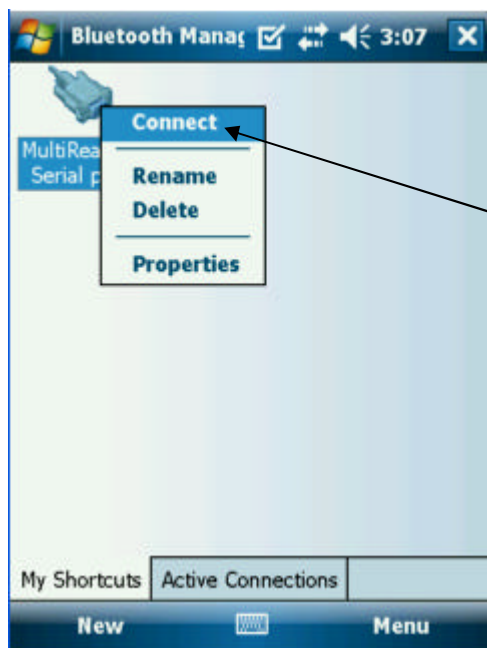 Bluetooth Manag 3:07
Connect
MultiRea
Serial p
Rename
Delete
Properties
My Shortcuts Active Connections
New Menu